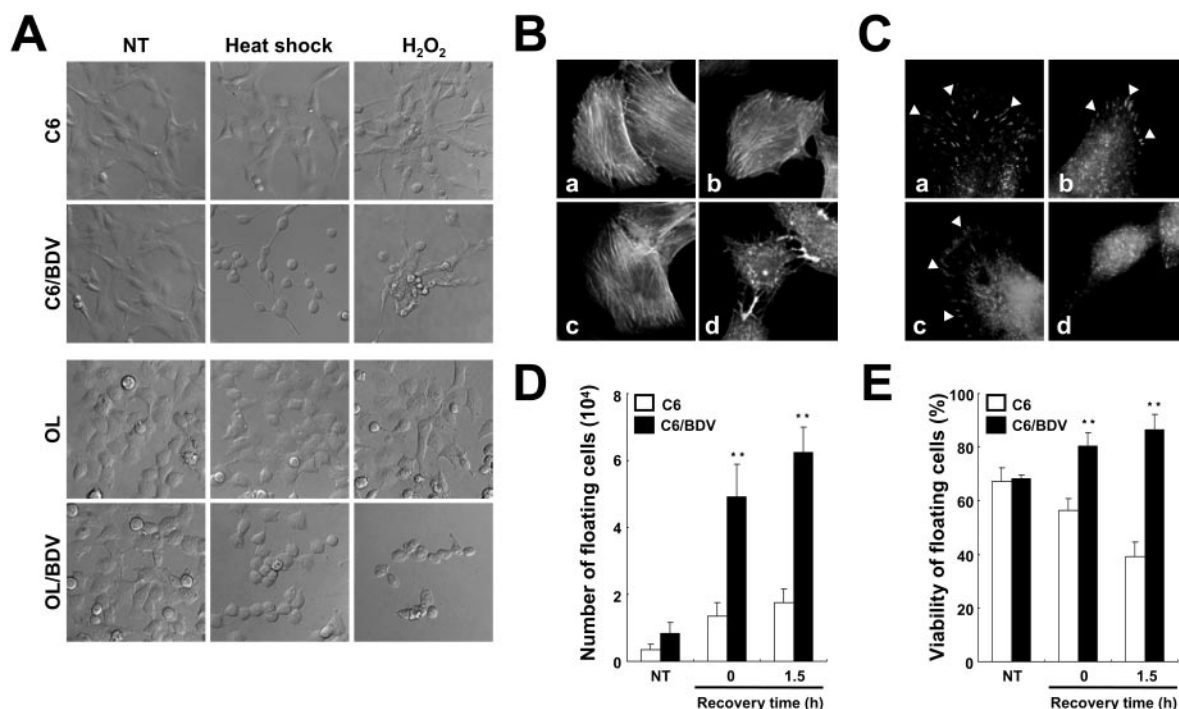 A
NT Heat shock H₂O₂
C6
C6/BDV
OL
OL/BDV
B
a b
c d
C
a b
c d
D
Number of floating cells (10⁴)
8
6
4
2
0
C6
C6/BDV
**
**
NT 0 1.5
Recovery time (h)
E
Viability of floating cells (%)
100
80
60
40
20
0
C6
C6/BDV
**
**
NT 0 1.5
Recovery time (h)